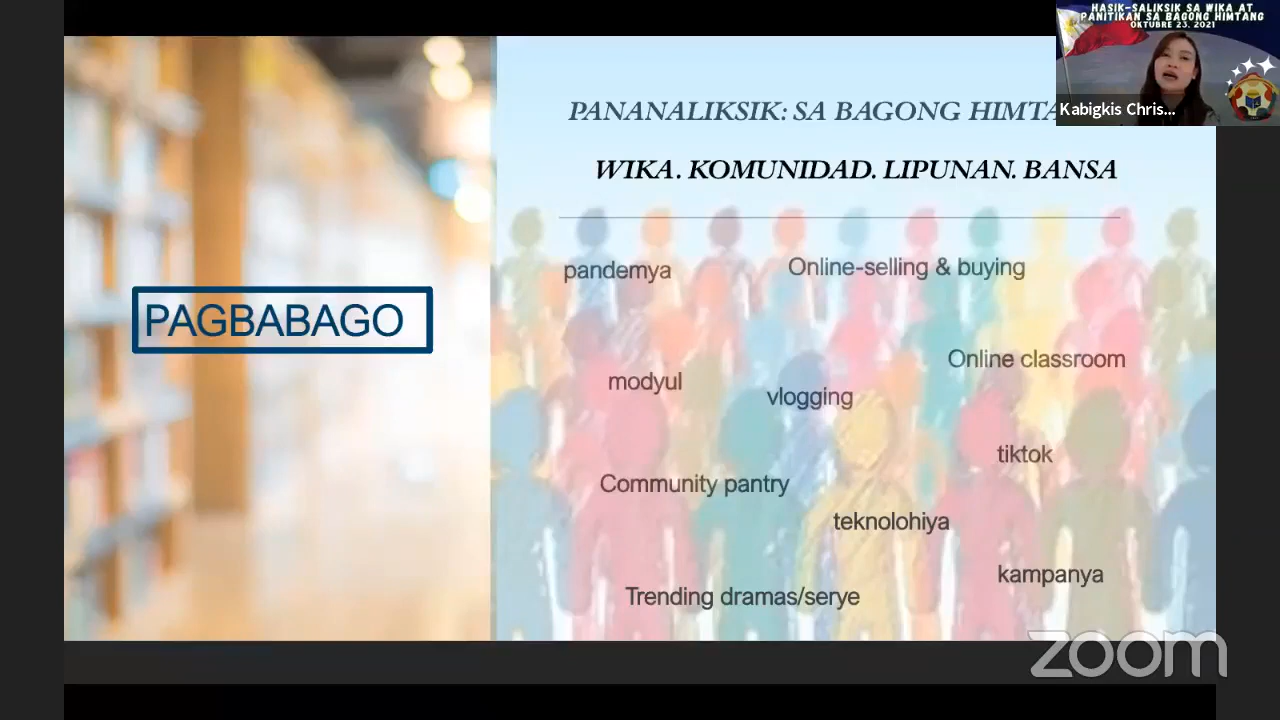 HASIK-SALIKSIK SA WIKA AT
PANITIKAN SA BAGONG HIMTANG
OKTUBRE 23, 2021
Kabigkis Chris...
PANANALIKSIK: SA BAGONG HIMTA
WIKA. KOMUNIDAD. LIPUNAN. BANSA
PAGBABAGO
pandemya
Online-selling & buying
Online classroom
modyul
vlogging
tiktok
Community pantry
teknolohiya
kampanya
Trending dramas/serye
zoom